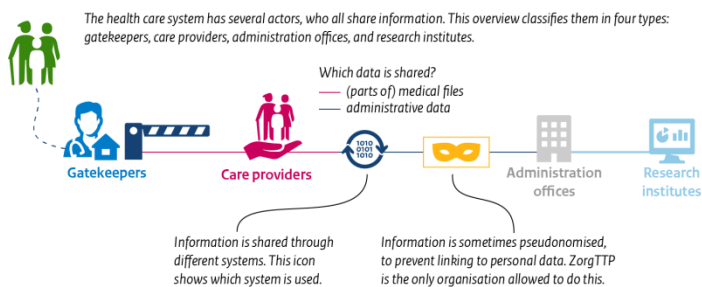 The health care system has several actors, who all share information. This overview classifies them in four types:
gatekeepers, care providers, administration offices, and research institutes.
Which data is shared?
(parts of) medical files
administrative data
1010
0101
1010
Gatekeepers
Care providers
Administration
offices
Research
institutes
Information is shared through
different systems. This icon
shows which system is used.
Information is sometimes pseudonomised,
to prevent linking to personal data. ZorgTTP
is the only organisation allowed to do this.